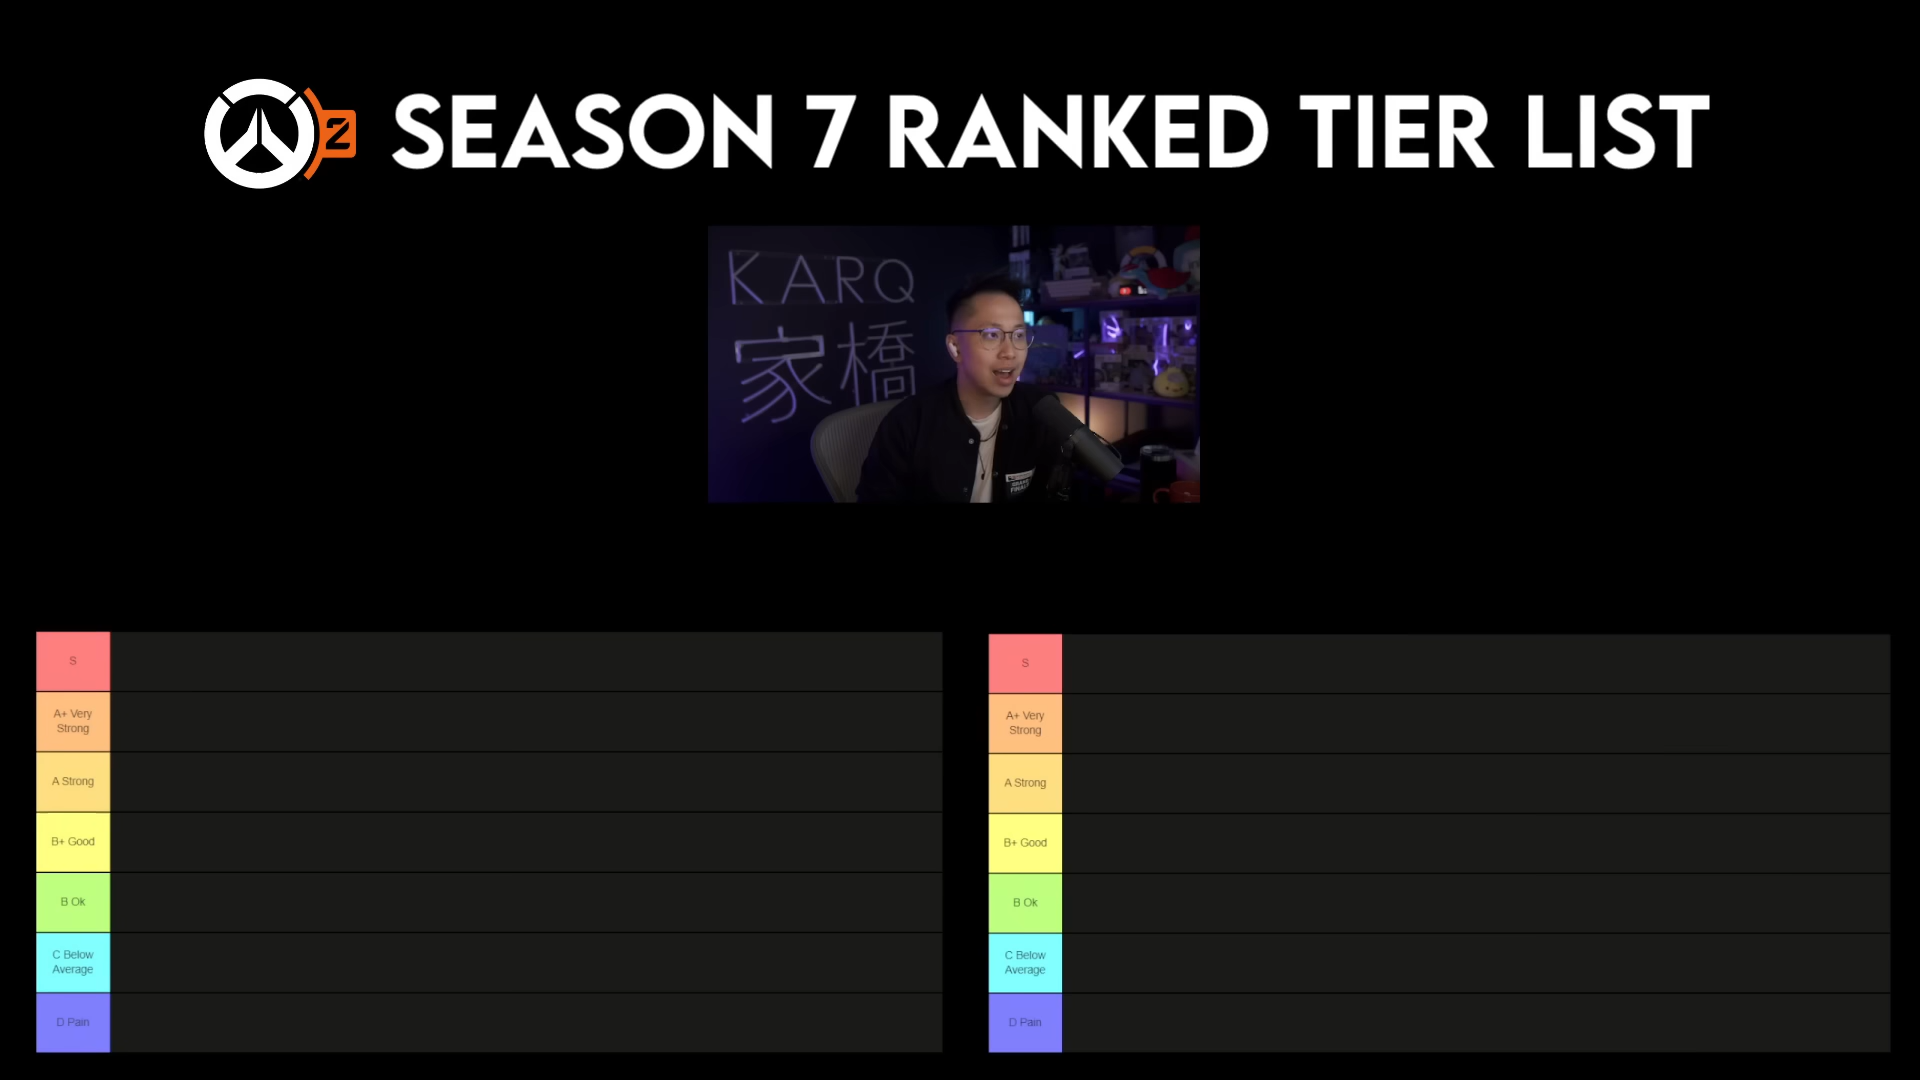 2 SEASON 7 RANKED TIER LIST
KARQ
家橋
S
A+ Very
Strong
A Strong
B+ Good
B Ok
C Below
Average
D Pain
S
A+ Very
Strong
A Strong
B+ Good
B Ok
C Below
Average
D Pain